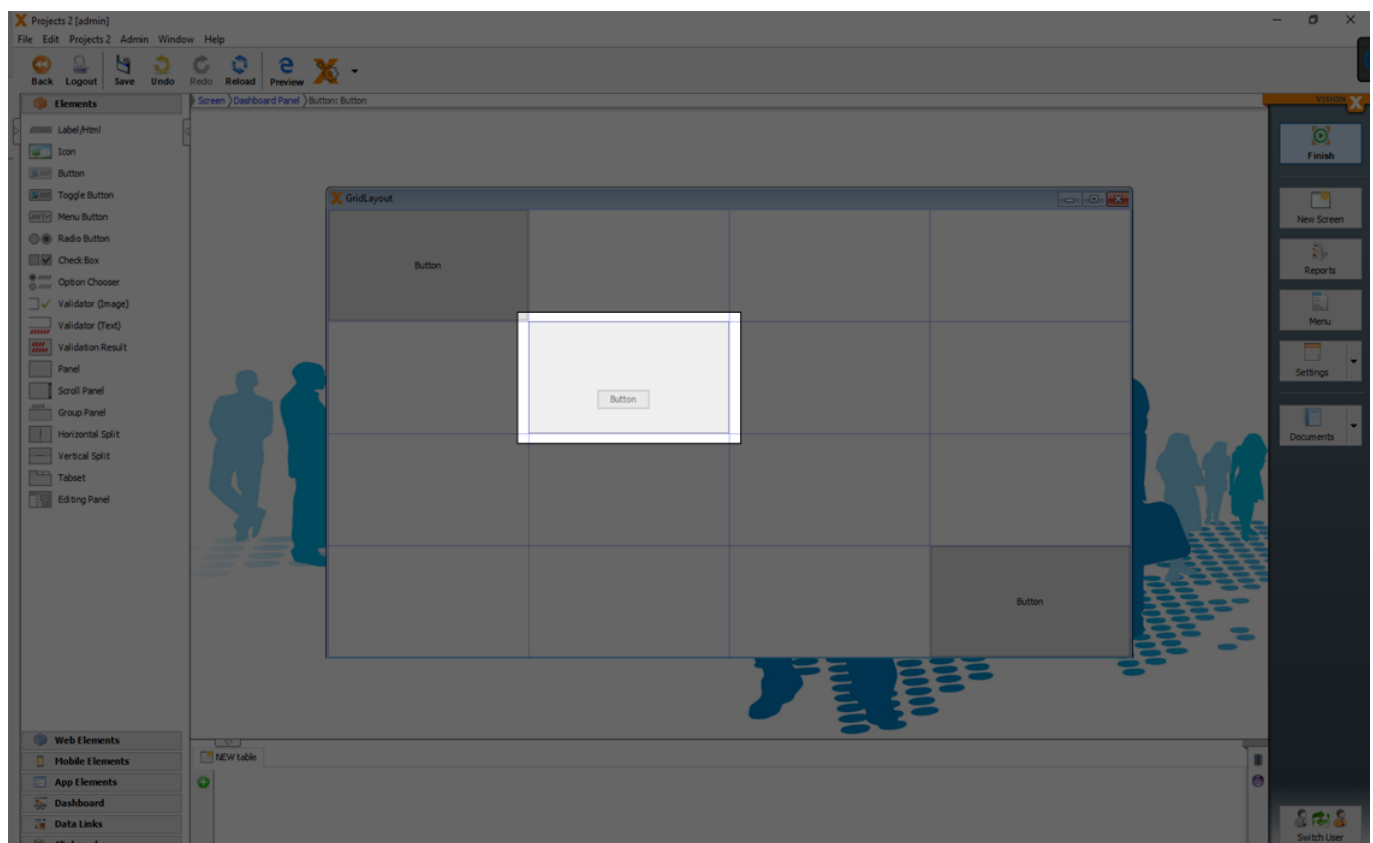 Projects 2 [admin]
File Edit Projects 2 Admin Window Help
Back Logout Save Undo Redo Reload Preview
Elements
Screen Dashboard Panel Button: Button
VISION
Label/Html
Icon
Button
Toggle Button
Menu Button
Radio Button
Check Box
Option Chooser
Validator (Image)
Validator (Text)
Validation Result
Panel
Scroll Panel
Group Panel
Horizontal Split
Vertical Split
Tabset
Editing Panel
GridLayout
Button
Button
Button
Finish
New Screen
Reports
Menu
Settings
Documents
Web Elements
Mobile Elements
App Elements
Dashboard
Data Links
NEW table
Switch User